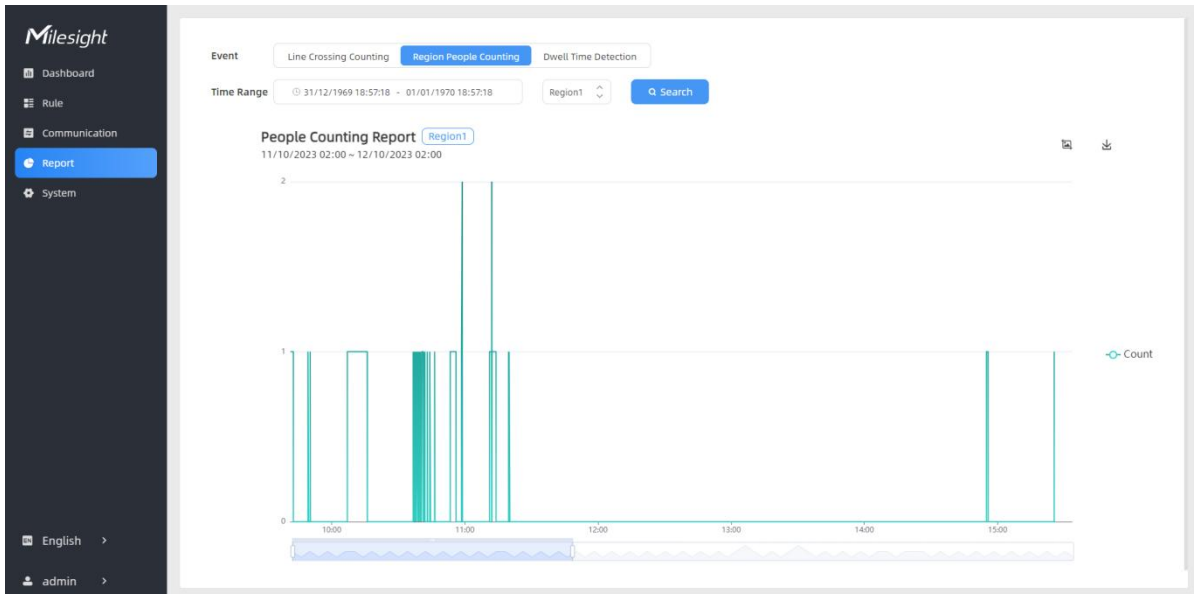 Milesight
Dashboard
Rule
Communication
Report
System
EN English >
admin >
Event Line Crossing Counting Region People Counting Dwell Time Detection
Time Range 31/12/1969 18:57:18 - 01/01/1970 18:57:18 Region1 Search
People Counting Report Region1
11/10/2023 02:00 ~ 12/10/2023 02:00
2
1
0
10:00 11:00 12:00 13:00 14:00 15:00
Count